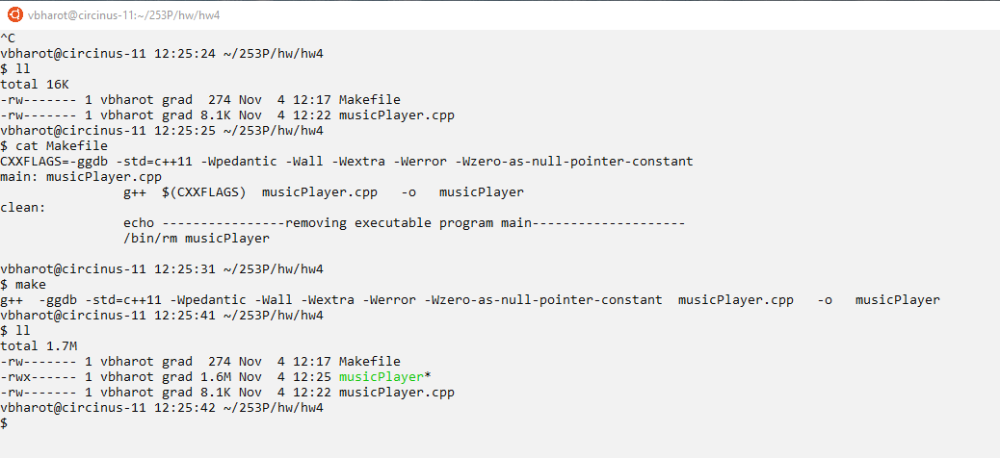 vbharot@circinus-11:~/253P/hw/hw4
^C
vbharot@circinus-11 12:25:24 ~/253P/hw/hw4
$ ll
total 16K
-rw------- 1 vbharot grad  274 Nov  4 12:17 Makefile
-rw------- 1 vbharot grad 8.1K Nov  4 12:22 musicPlayer.cpp
vbharot@circinus-11 12:25:25 ~/253P/hw/hw4
$ cat Makefile
CXXFLAGS=-ggdb -std=c++11 -Wpedantic -Wall -Wextra -Werror -Wzero-as-null-pointer-constant
main: musicPlayer.cpp
                g++  $(CXXFLAGS)  musicPlayer.cpp   -o   musicPlayer
clean:
                echo ----------------removing executable program main--------------------
                /bin/rm musicPlayer
vbharot@circinus-11 12:25:31 ~/253P/hw/hw4
$ make
g++  -ggdb -std=c++11 -Wpedantic -Wall -Wextra -Werror -Wzero-as-null-pointer-constant  musicPlayer.cpp   -o   musicPlayer
vbharot@circinus-11 12:25:41 ~/253P/hw/hw4
$ ll
total 1.7M
-rw------- 1 vbharot grad  274 Nov  4 12:17 Makefile
-rwx------ 1 vbharot grad 1.6M Nov  4 12:25 musicPlayer*
-rw------- 1 vbharot grad 8.1K Nov  4 12:22 musicPlayer.cpp
vbharot@circinus-11 12:25:42 ~/253P/hw/hw4
$